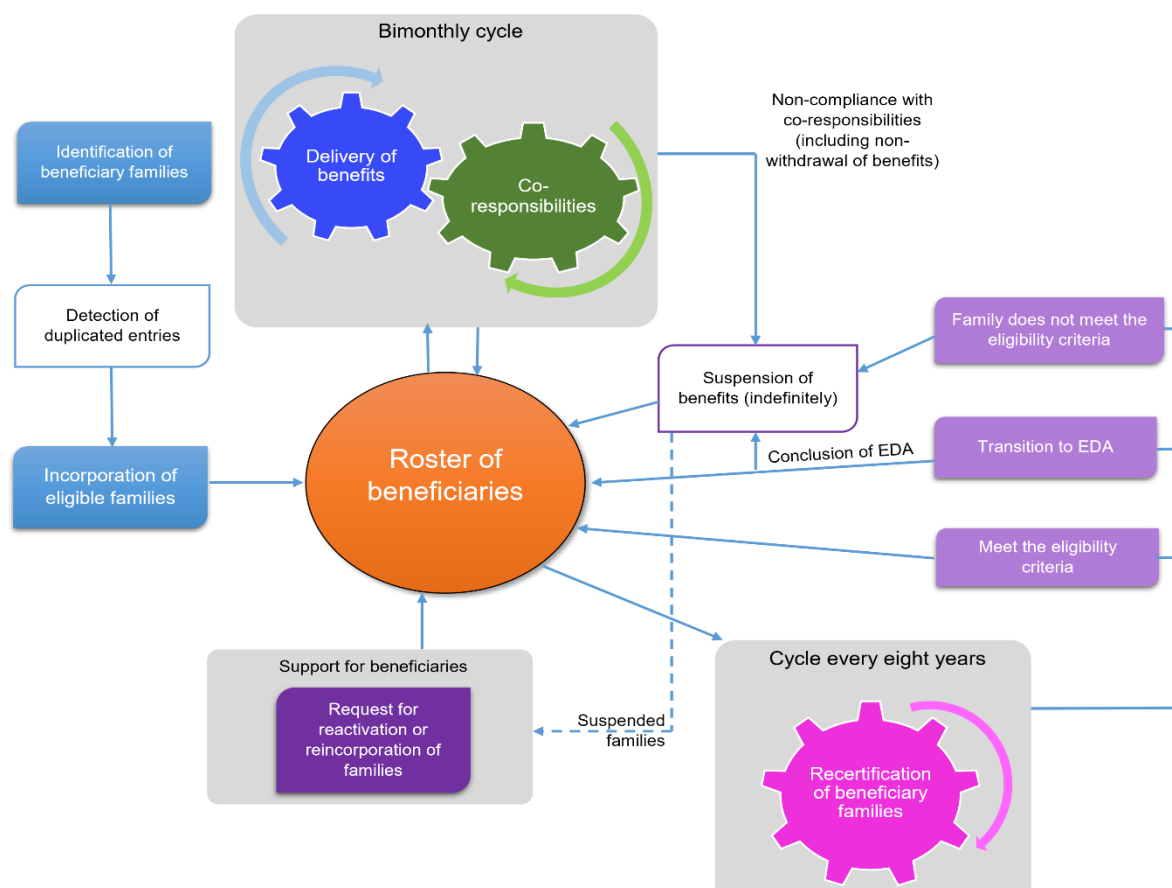 Bimonthly cycle
Delivery of
benefits
Co-
responsibilities
Non-compliance with
co-responsibilities
(including non-
withdrawal of benefits)
Identification of
beneficiary families
Detection of
duplicated entries
Incorporation of
eligible families
Roster of
beneficiaries
Suspension of
benefits (indefinitely)
Conclusion of EDA
Family does not meet the
eligibility criteria
Transition to EDA
Meet the eligibility
criteria
Support for beneficiaries
Request for
reactivation or
reincorporation of
families
Suspended
families
Cycle every eight years
Recertification
of beneficiary
families